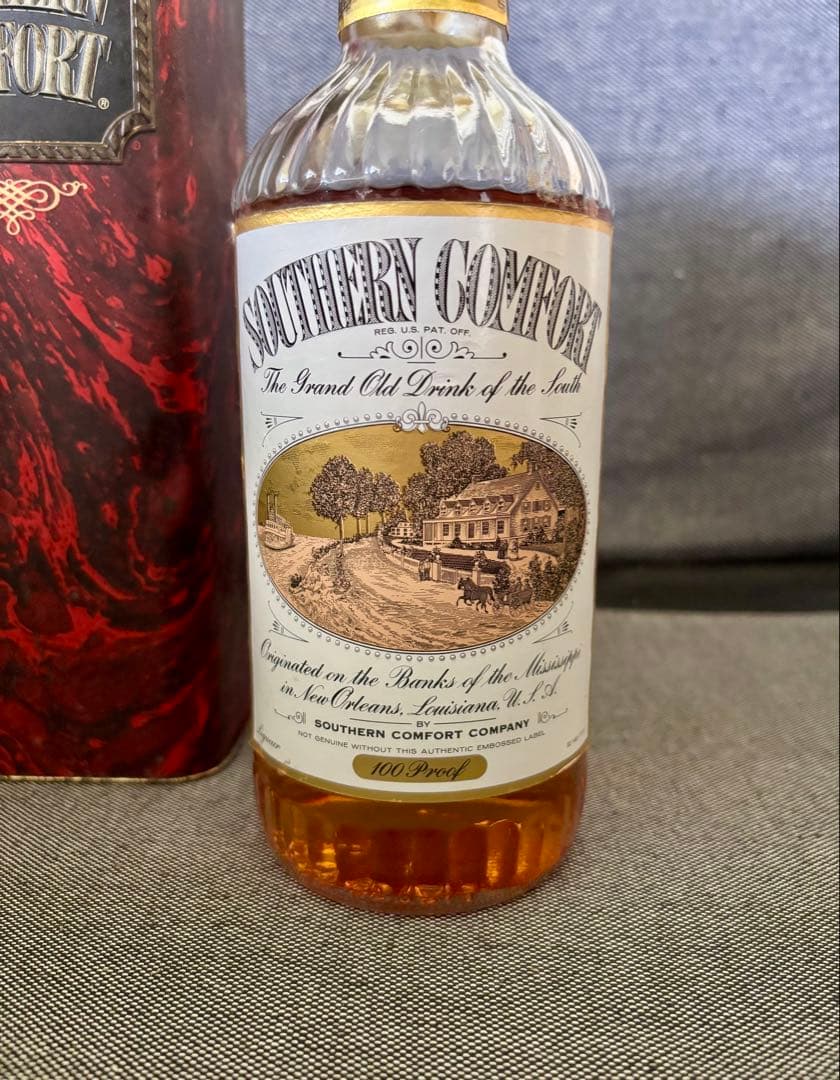 FORT®
SOUTHERN COMFORT
REG. U.S. PAT. OFF.
The Grand Old Drink of the South
Originated on the Banks of the Mississippi
in New Orleans, Louisiana, U.S.A.
BY
SOUTHERN COMFORT COMPANY
NOT GENUINE WITHOUT THIS AUTHENTIC EMBOSSED LABEL
Liqueur
100 Proof